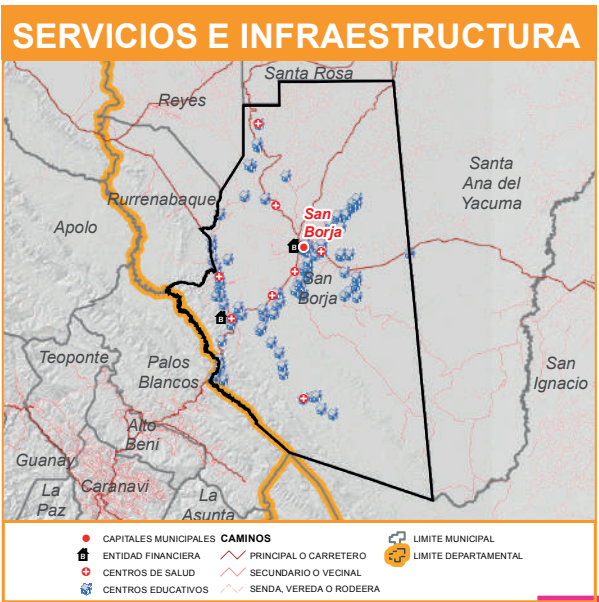 SERVICIOS E INFRAESTRUCTURA
Santa Rosa
Reyes
Santa
Ana del
Yacuma
Rurrenabaque
Apolo
San
Borja
B
San
Borja
B
Teoponte
Palos
Blancos
San
Ignacio
Alto
Beni
Guanay
Caranavi
La
Paz
La
Asunta
CAPITALES MUNICIPALES
B ENTIDAD FINANCIERA
CENTROS DE SALUD
CENTROS EDUCATIVOS
CAMINOS
PRINCIPAL O CARRETERO
SECUNDARIO O VECINAL
SENDA, VEREDA O RODEERA
LIMITE MUNICIPAL
LIMITE DEPARTAMENTAL